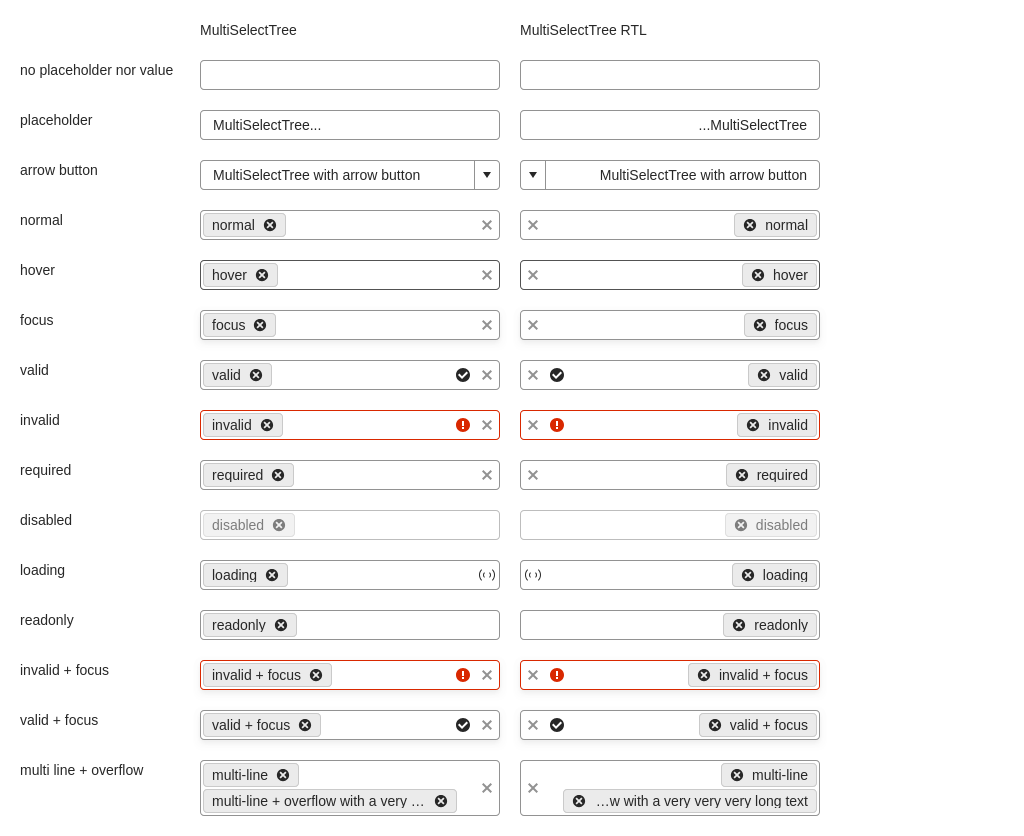 MultiSelectTree MultiSelectTree RTL
no placeholder nor value
placeholder MultiSelectTree... ...MultiSelectTree
arrow button MultiSelectTree with arrow button MultiSelectTree with arrow button
normal normal normal
hover hover hover
focus focus focus
valid valid valid
invalid invalid invalid
required required required
disabled disabled disabled
loading loading loading
readonly readonly readonly
invalid + focus invalid + focus invalid + focus
valid + focus valid + focus valid + focus
multi line + overflow multi-line multi-line
multi-line + overflow with a very … …w with a very very very long text